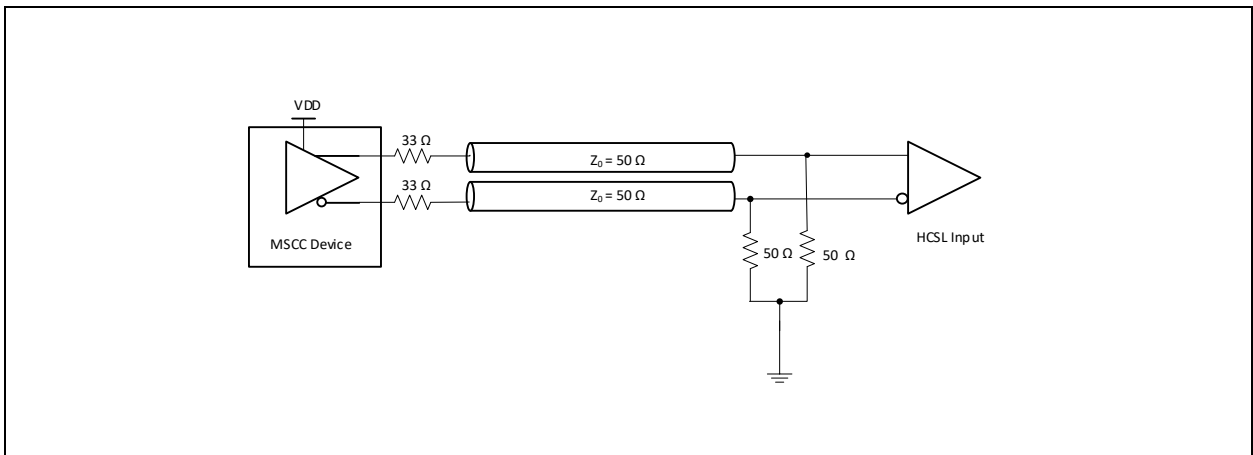 VDD
33 Ω
Z₀ = 50 Ω
33 Ω
Z₀ = 50 Ω
MSCC Device
HCSL Input
50 Ω
50 Ω